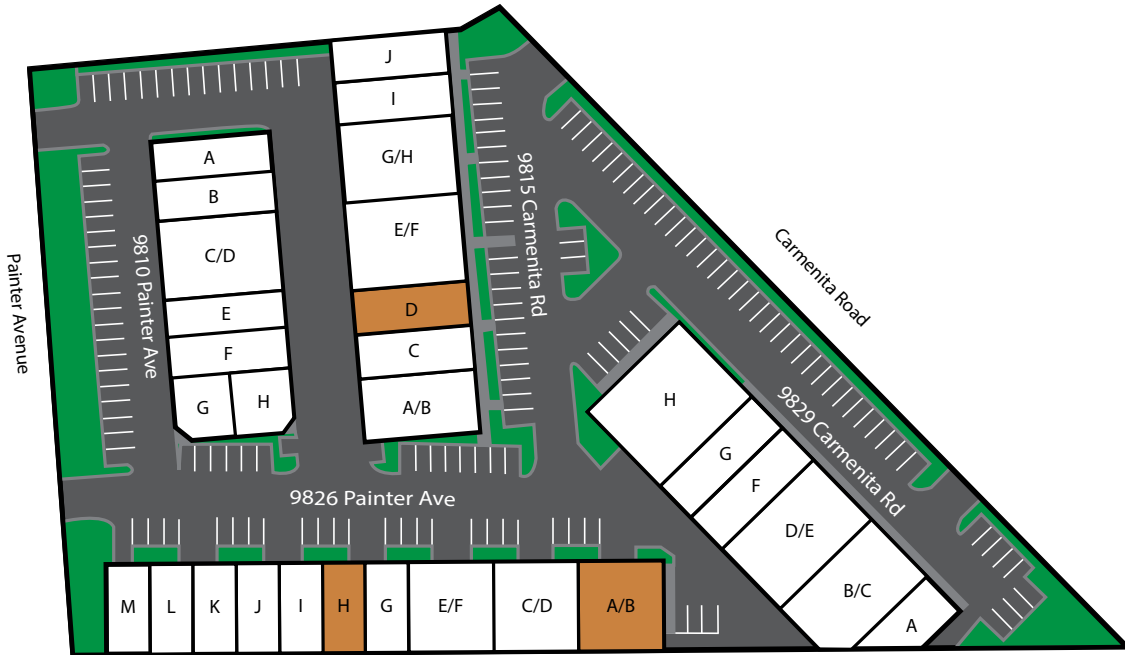 J
I
G/H
E/F
D
C
A/B
9815 Carmenita Rd
A
B
C/D
E
F
G
H
9810 Painter Ave
Painter Avenue
Carmenita Road
H
G
F
D/E
B/C
A
9829 Carmenita Rd
9826 Painter Ave
M
L
K
J
I
H
G
E/F
C/D
A/B